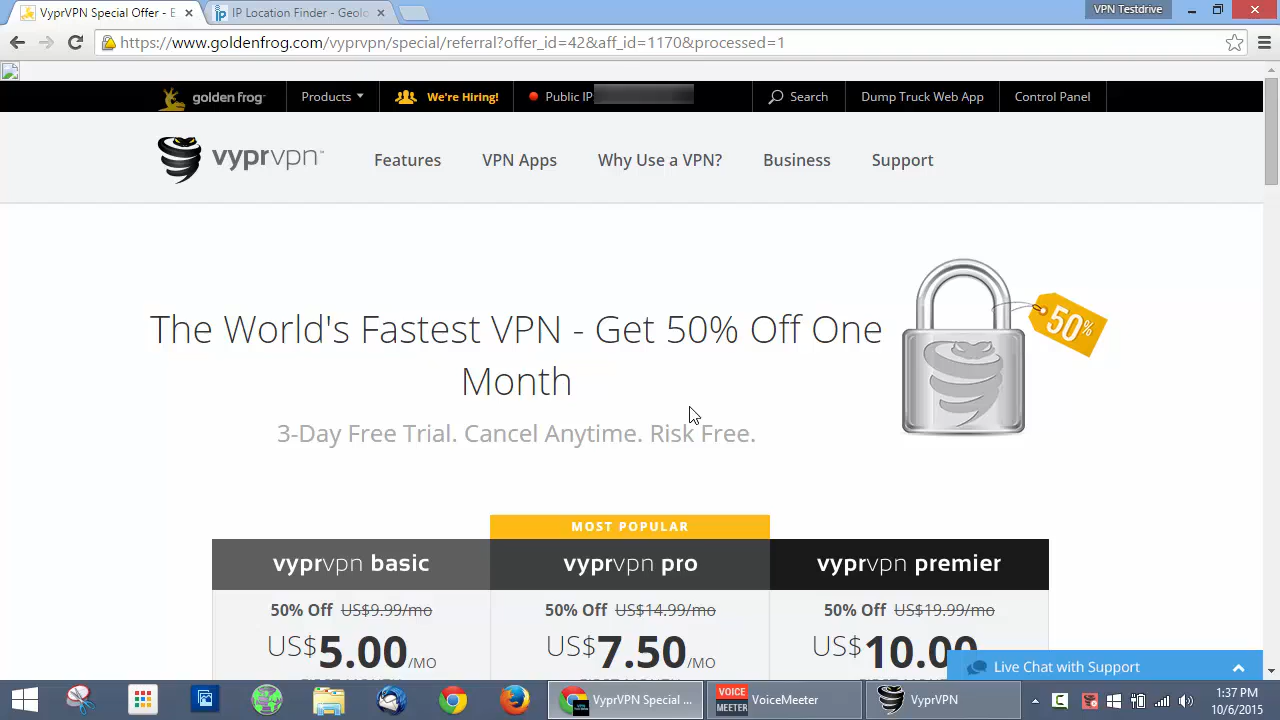 VyprVPN Special Offer - E
IP Location Finder - Geolo
VPN Testdrive
https://www.goldenfrog.com/vyprvpn/special/referral?offer_id=42&aff_id=1170&processed=1
golden frog
Products
We're Hiring!
Public IP
Search
Dump Truck Web App
Control Panel
vyprvpn™
Features
VPN Apps
Why Use a VPN?
Business
Support
The World's Fastest VPN - Get 50% Off One
Month
3-Day Free Trial. Cancel Anytime. Risk Free.
50%
MOST POPULAR
vyprvpn basic
vyprvpn pro
vyprvpn premier
50% Off US$9.99/mo
50% Off US$14.99/mo
50% Off US$19.99/mo
US$5.00/MO
US$7.50/MO
US$10.00
Live Chat with Support
VyprVPN Special ...
VOICE
MEETER
VoiceMeeter
VyprVPN
1:37 PM
10/6/2015